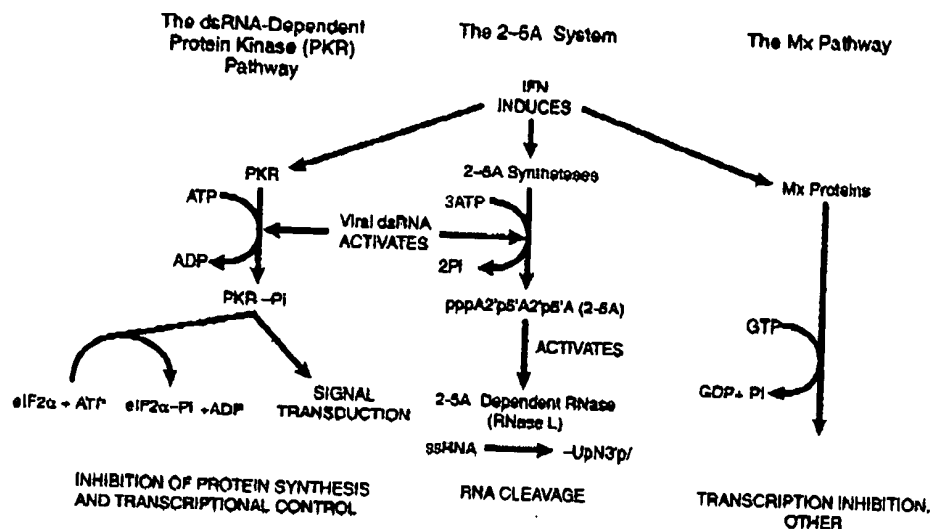 The dsRNA-Dependent
Protein Kinase (PKR)
Pathway
The 2-5A System
The Mx Pathway
IFN
INDUCES
PKR
2-5A Synthetases
Mx Proteins
ATP
3ATP
Viral dsRNA
ACTIVATES
ADP
2Pi
PKR-Pi
pppA2'p5'A2'p5'A (2-5A)
GTP
ACTIVATES
GDP+ Pi
eIF2α + ATP
eIF2α-Pi +ADP
SIGNAL
TRANSDUCTION
2-5A Dependent RNase
(RNase L)
ssRNA
-UpN3'p/
INHIBITION OF PROTEIN SYNTHESIS
AND TRANSCRIPTIONAL CONTROL
RNA CLEAVAGE
TRANSCRIPTION INHIBITION,
OTHER